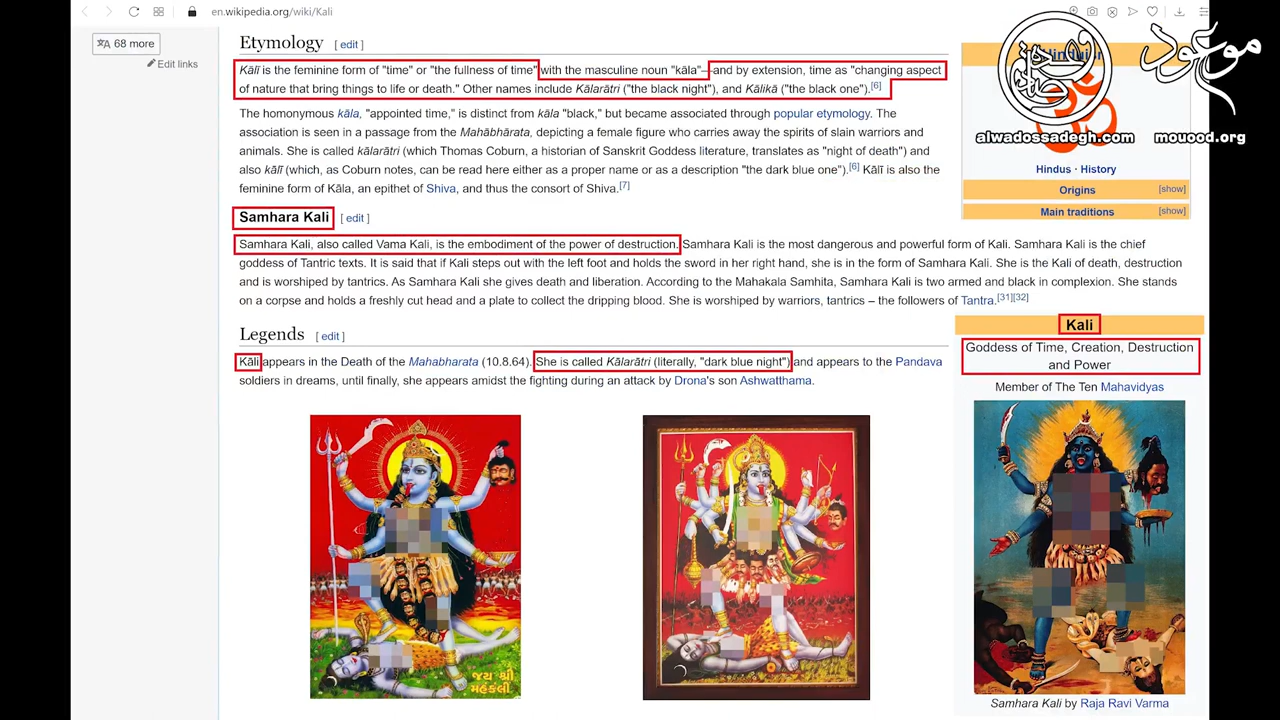 en.wikipedia.org/wiki/Kali
68 more
Edit links
Etymology [ edit ]
Kālī is the feminine form of "time" or "the fullness of time" with the masculine noun "kāla"—and by extension, time as "changing aspect
of nature that bring things to life or death." Other names include Kālarātri ("the black night"), and Kālikā ("the black one").[6]
The homonymous kāla, "appointed time," is distinct from kāla "black," but became associated through popular etymology. The
association is seen in a passage from the Mahābhārata, depicting a female figure who carries away the spirits of slain warriors and
animals. She is called kālarātri (which Thomas Coburn, a historian of Sanskrit Goddess literature, translates as "night of death") and
also kālī (which, as Coburn notes, can be read here either as a proper name or as a description "the dark blue one").[6] Kālī is also the
feminine form of Kāla, an epithet of Shiva, and thus the consort of Shiva.[7]
موعود
alwadossadegh.com mouood.org
Hindus · History
Origins [show]
Main traditions [show]
Samhara Kali [ edit ]
Samhara Kali, also called Vama Kali, is the embodiment of the power of destruction. Samhara Kali is the most dangerous and powerful form of Kali. Samhara Kali is the chief
goddess of Tantric texts. It is said that if Kali steps out with the left foot and holds the sword in her right hand, she is in the form of Samhara Kali. She is the Kali of death, destruction
and is worshiped by tantrics. As Samhara Kali she gives death and liberation. According to the Mahakala Samhita, Samhara Kali is two armed and black in complexion. She stands
on a corpse and holds a freshly cut head and a plate to collect the dripping blood. She is worshiped by warriors, tantrics – the followers of Tantra.[31][32]
Legends [ edit ]
Kāli appears in the Death of the Mahabharata (10.8.64). She is called Kālarātri (literally, "dark blue night") and appears to the Pandava
soldiers in dreams, until finally, she appears amidst the fighting during an attack by Drona's son Ashwatthama.
Kali
Goddess of Time, Creation, Destruction
and Power
Member of The Ten Mahavidyas
જય શ્રી
મહાકાલી
Samhara Kali by Raja Ravi Varma